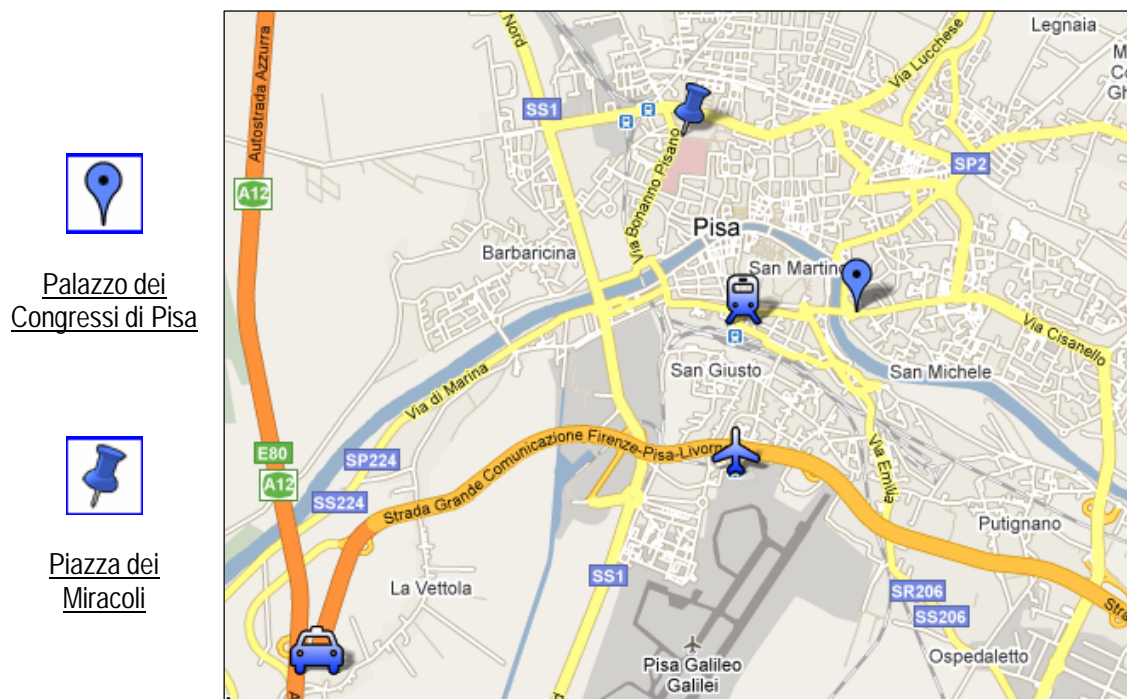 Palazzo dei
Congressi di Pisa
Piazza dei
Miracoli
Legnaia
Nord
Via Lucchese
Autostrada Azzurra
SS1
SP2
A12
Via Bonanno Pisano
Pisa
Barbaricina
San Martino
Via Cisanello
San Giusto
San Michele
Via di Marina
Strada Grande Comunicazione Firenze-Pisa-Livorno
E80
A12
SP224
SS224
Via Emilia
Putignano
La Vettola
SS1
SR206
SS206
Pisa Galileo
Galilei
Ospedaletto